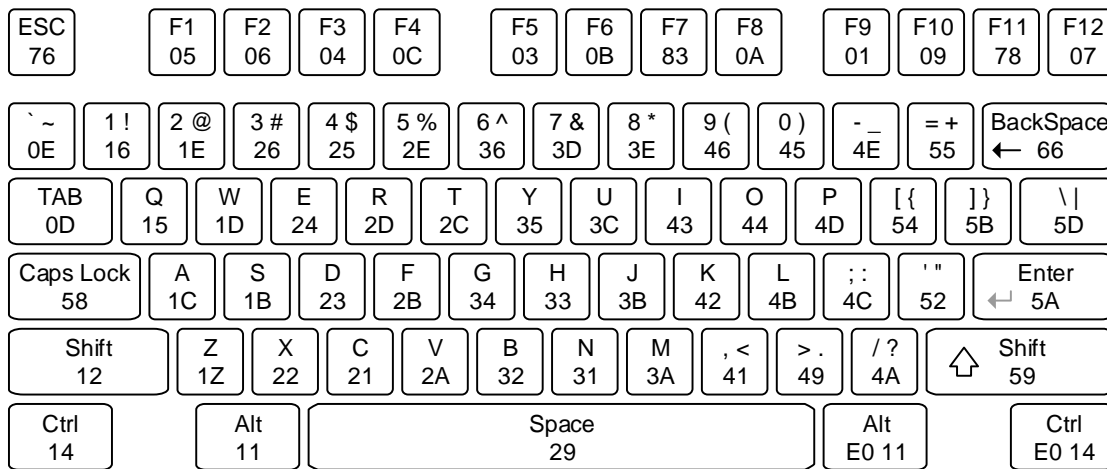 ESC F1 F2 F3 F4 F5 F6 F7 F8 F9 F10 F11 F12
76 05 06 04 0C 03 0B 83 0A 01 09 78 07
` ~ 1 ! 2 @ 3 # 4 $ 5 % 6 ^ 7 & 8 * 9 ( 0 ) - _ = + BackSpace
0E 16 1E 26 25 2E 36 3D 3E 46 45 4E 55 ← 66
TAB Q W E R T Y U I O P [ { ] } \ |
0D 15 1D 24 2D 2C 35 3C 43 44 4D 54 5B 5D
Caps Lock A S D F G H J K L ; : ' " Enter
58 1C 1B 23 2B 34 33 3B 42 4B 4C 52 ↵ 5A
Shift Z X C V B N M , < > . / ? Shift
12 1Z 22 21 2A 32 31 3A 41 49 4A 59
Ctrl Alt Space Alt Ctrl
14 11 29 E0 11 E0 14